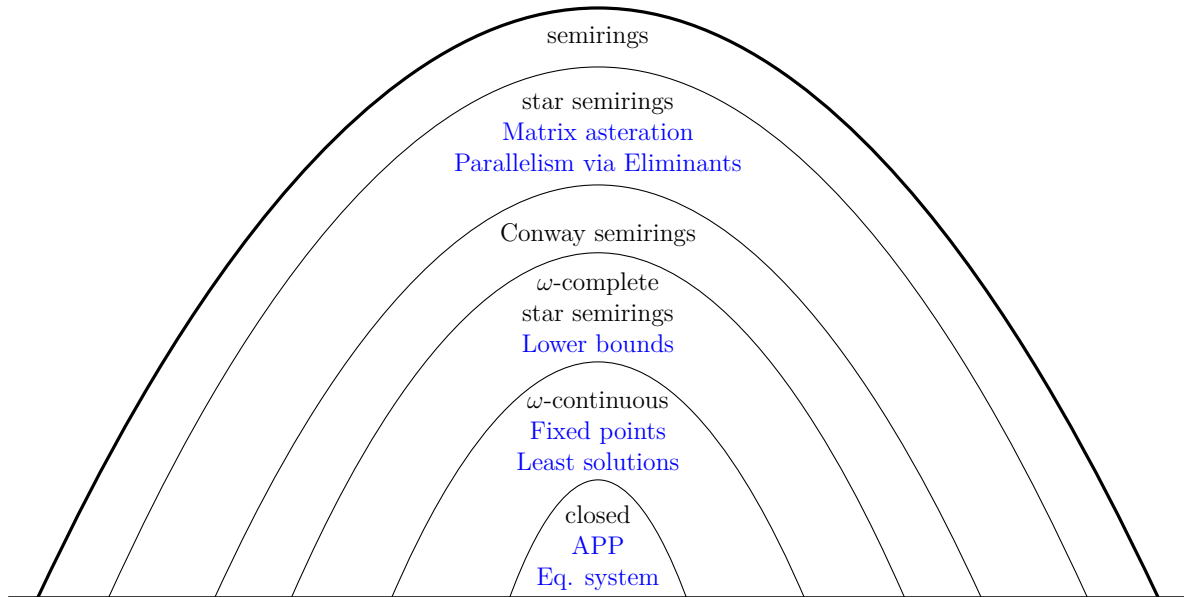 semirings
star semirings
Matrix asteration
Parallelism via Eliminants
Conway semirings
ω-complete
star semirings
Lower bounds
ω-continuous
Fixed points
Least solutions
closed
APP
Eq. system